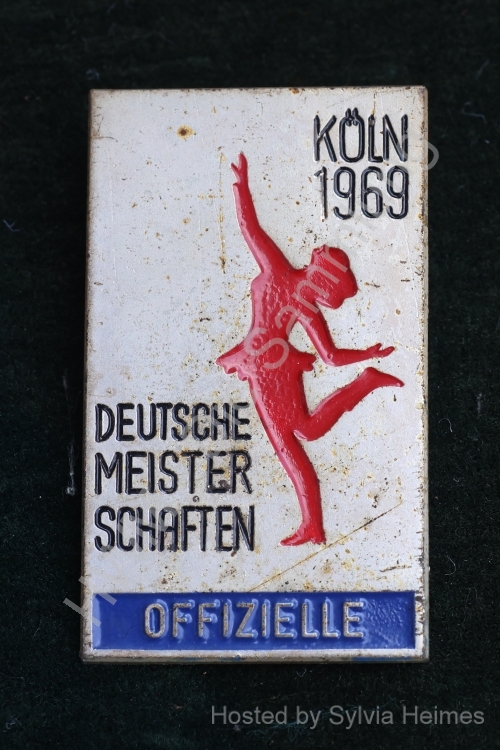 KÖLN
1969
DEUTSCHE
MEISTER
SCHAFTEN
OFFIZIELLE
Hosted by Sylvia Heimes